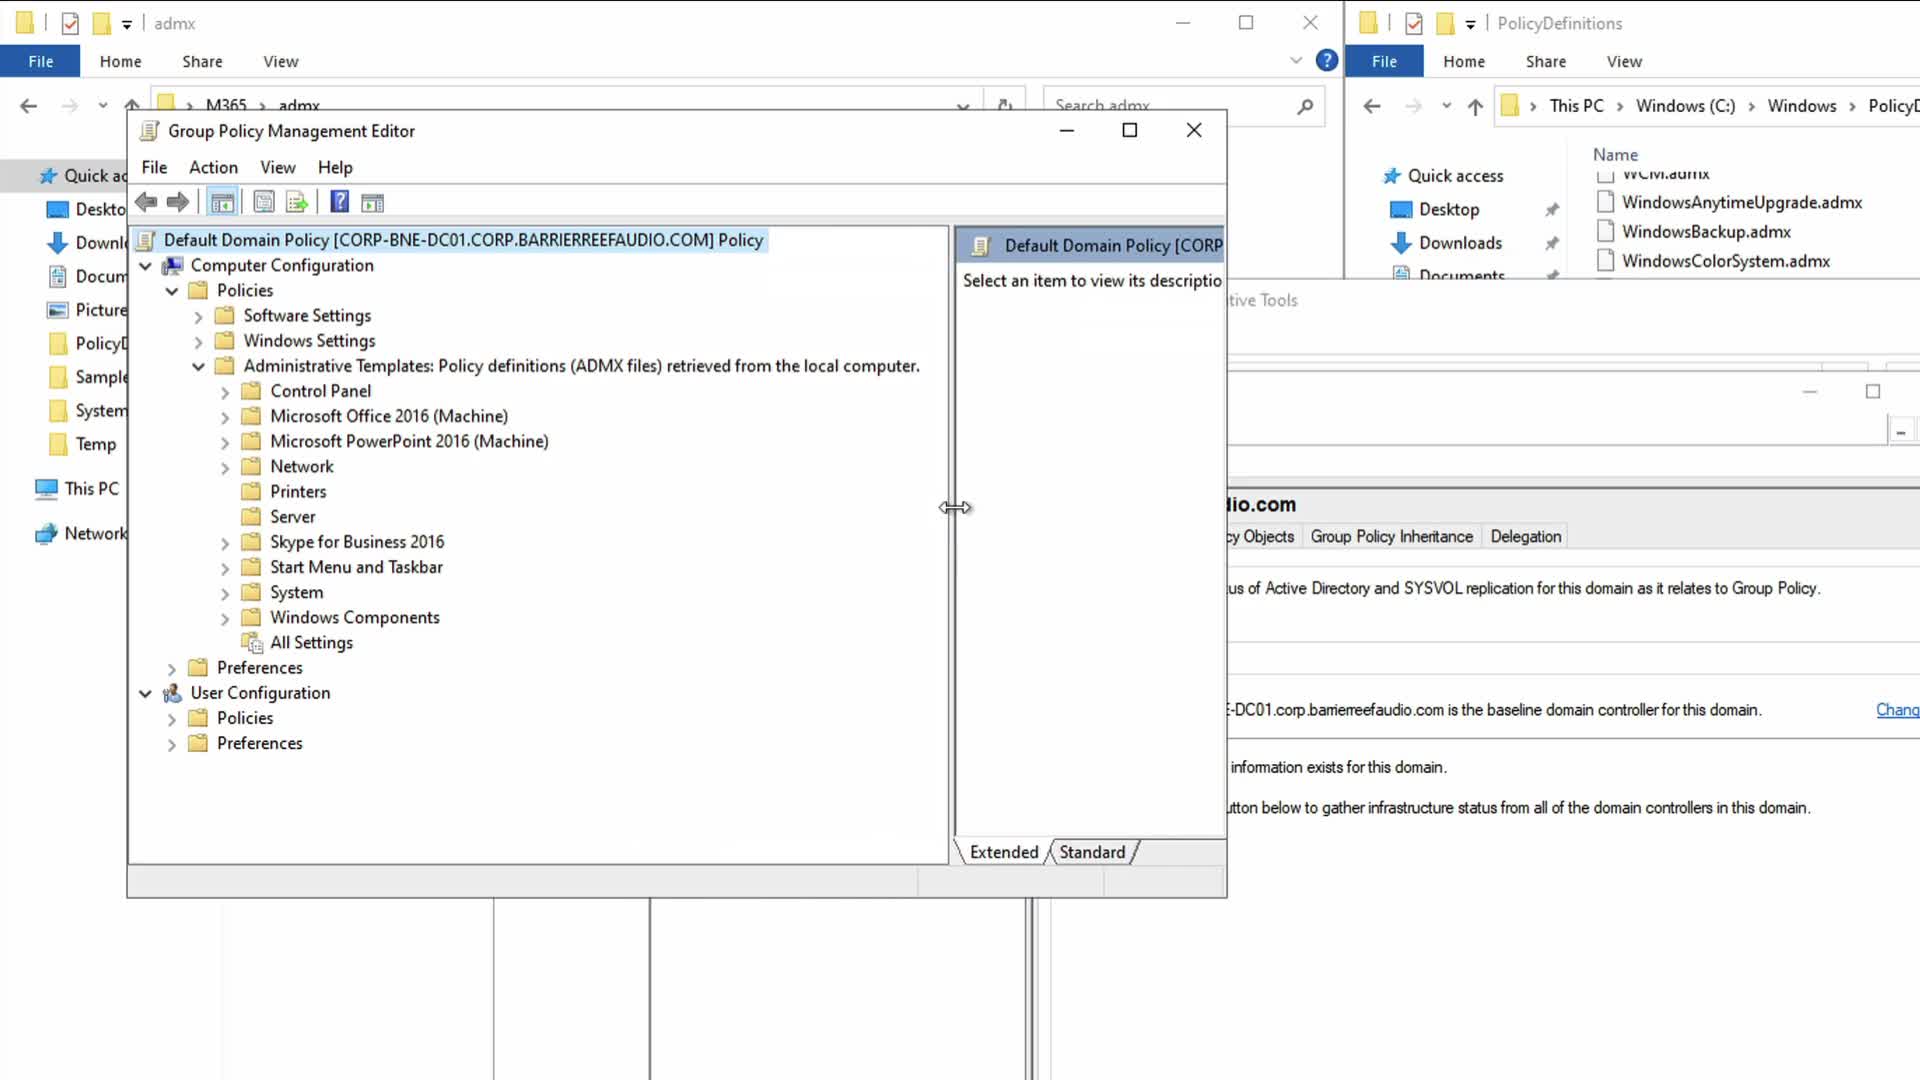 admx
File Home Share View
M365 > admx
Search admx
Quick ac
Deskto
Downl
Docum
Picture
PolicyD
Sample
System
Temp
This PC
Network
Group Policy Management Editor
File Action View Help
Default Domain Policy [CORP-BNE-DC01.CORP.BARRIERREEFAUDIO.COM] Policy
Computer Configuration
Policies
Software Settings
Windows Settings
Administrative Templates: Policy definitions (ADMX files) retrieved from the local computer.
Control Panel
Microsoft Office 2016 (Machine)
Microsoft PowerPoint 2016 (Machine)
Network
Printers
Server
Skype for Business 2016
Start Menu and Taskbar
System
Windows Components
All Settings
Preferences
User Configuration
Policies
Preferences
Default Domain Policy [CORP
Select an item to view its descriptio
Extended Standard
PolicyDefinitions
File Home Share View
This PC > Windows (C:) > Windows > PolicyD
Quick access
Desktop
Downloads
Documents
Name
WCM.admx
WindowsAnytimeUpgrade.admx
WindowsBackup.admx
WindowsColorSystem.admx
tive Tools
dio.com
cy Objects Group Policy Inheritance Delegation
us of Active Directory and SYSVOL replication for this domain as it relates to Group Policy.
E-DC01.corp.barrierreefaudio.com is the baseline domain controller for this domain. Chang
information exists for this domain.
utton below to gather infrastructure status from all of the domain controllers in this domain.